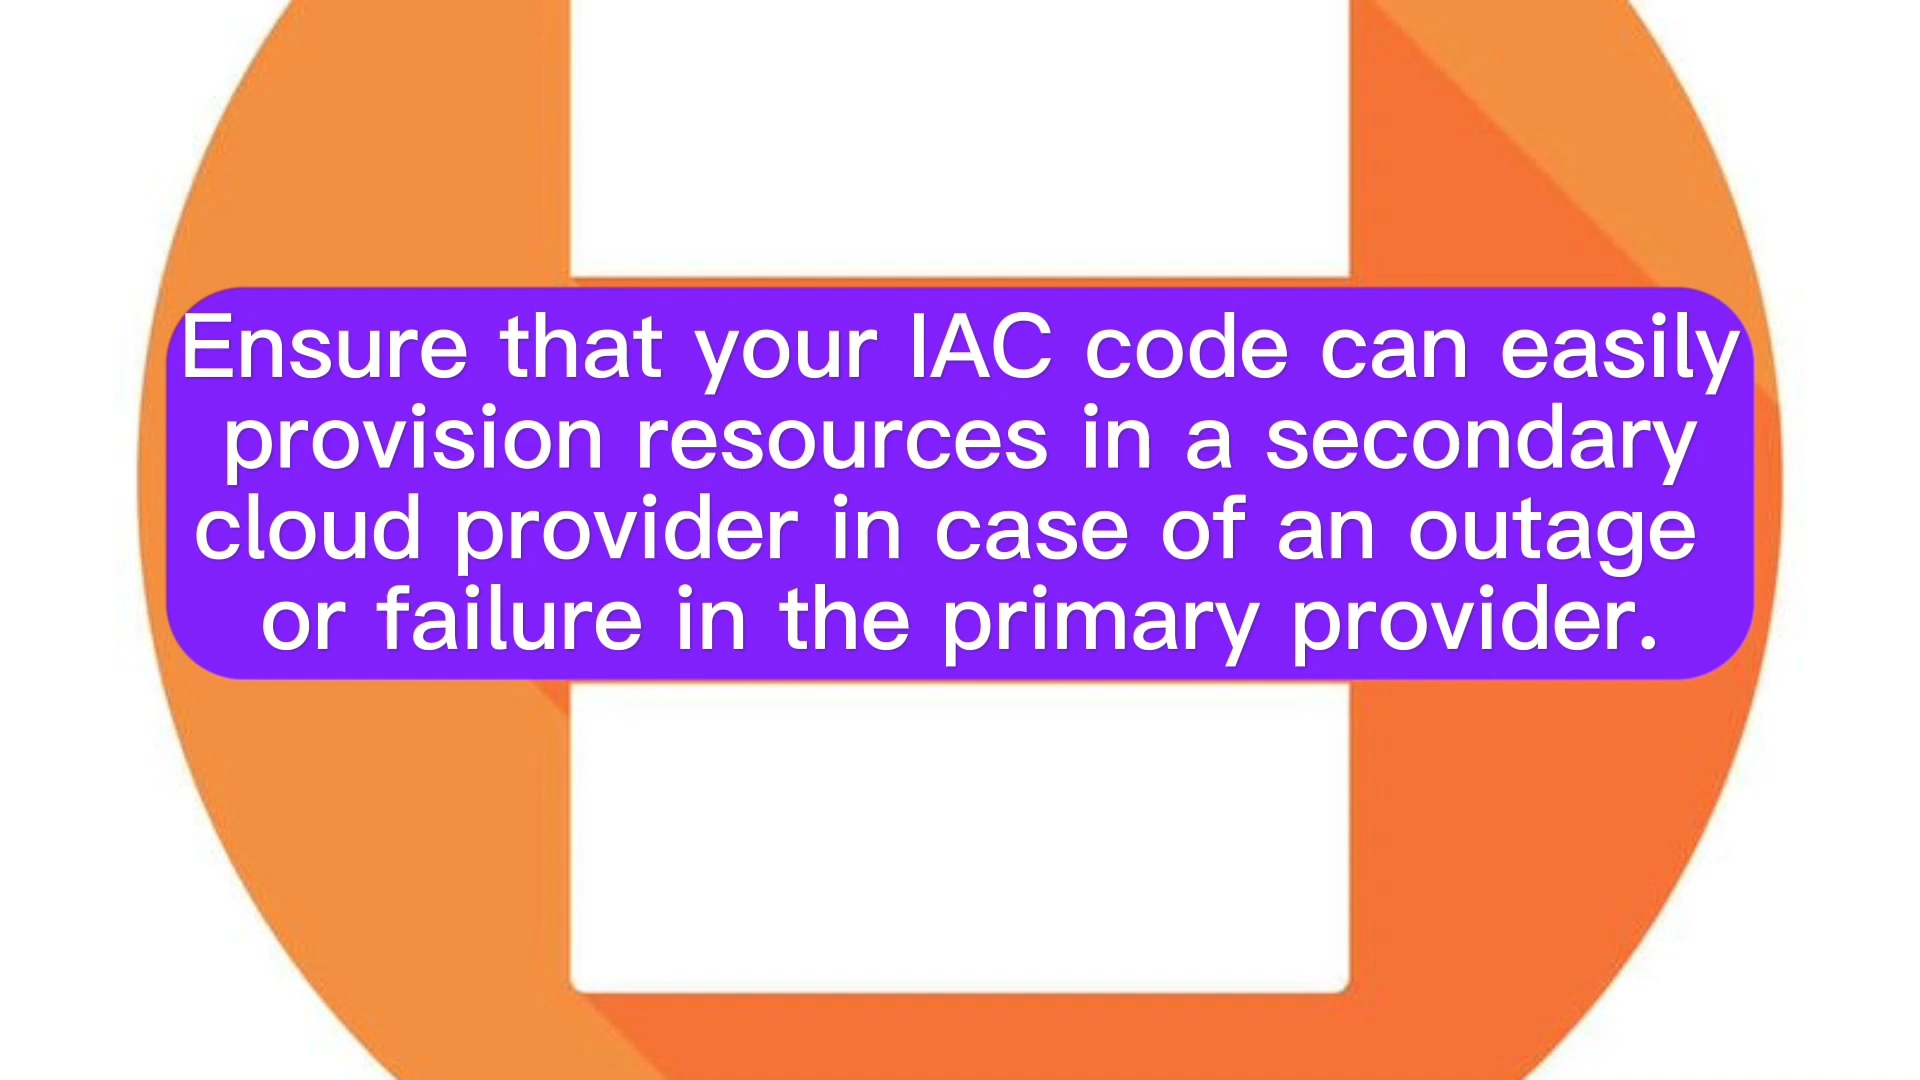 Ensure that your IAC code can easily
provision resources in a secondary
cloud provider in case of an outage
or failure in the primary provider.